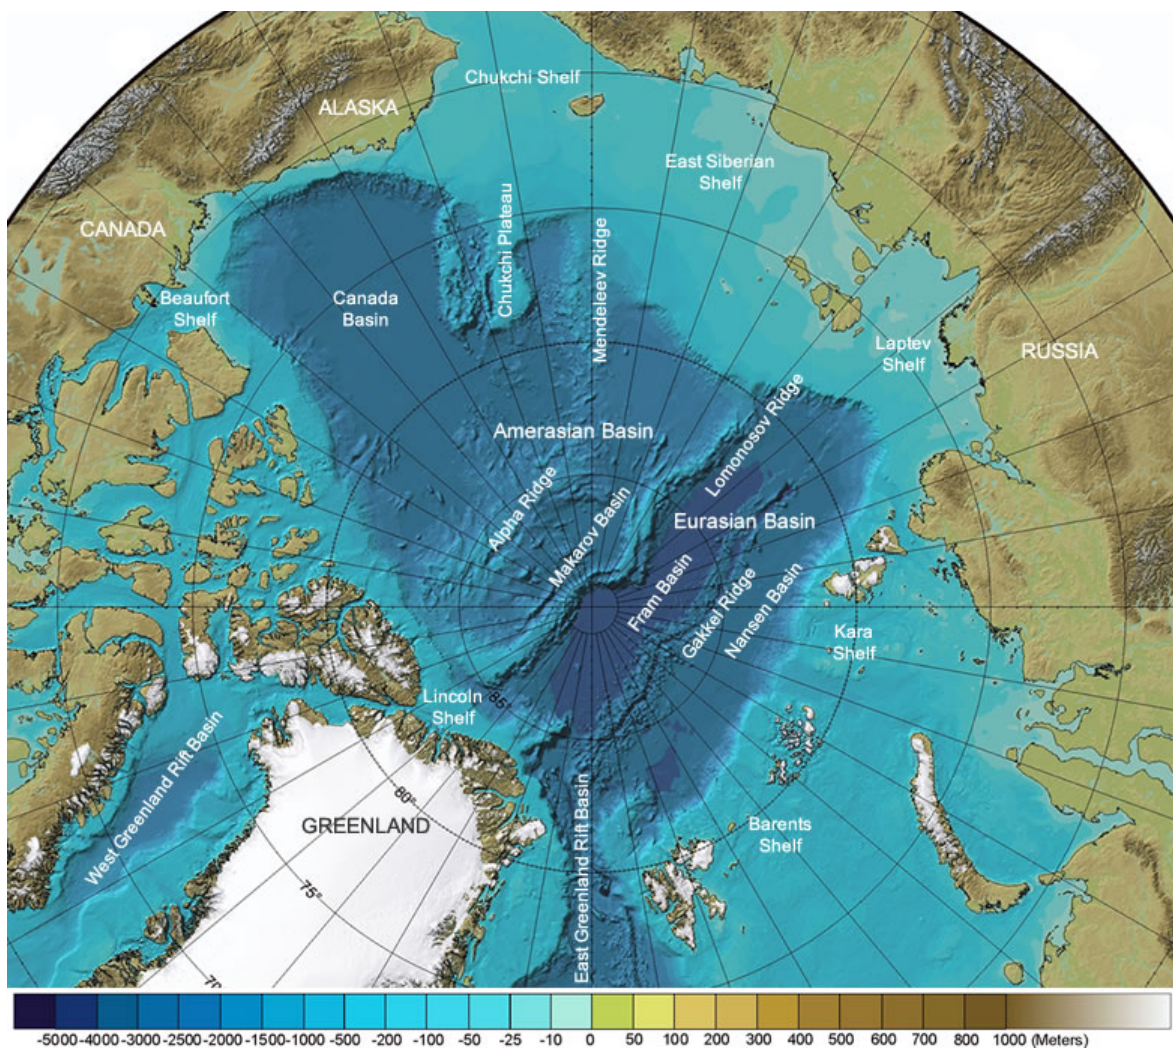 Chukchi Shelf
ALASKA
East Siberian
Shelf
CANADA
Chukchi Plateau
Mendeleev Ridge
Beaufort
Shelf
Canada
Basin
Laptev
Shelf
RUSSIA
Lomonosov Ridge
Amerasian Basin
Alpha Ridge
Makarov Basin
Eurasian Basin
Fram Basin
Gakkel Ridge
Nansen Basin
Kara
Shelf
Lincoln
Shelf
85°
West Greenland Rift Basin
80°
GREENLAND
East Greenland Rift Basin
Barents
Shelf
75°
-5000 -4000 -3000 -2500 -2000 -1500 -1000 -500 -200 -100 -50 -25 -10 0 50 100 200 300 400 500 600 700 800 1000 (Meters)